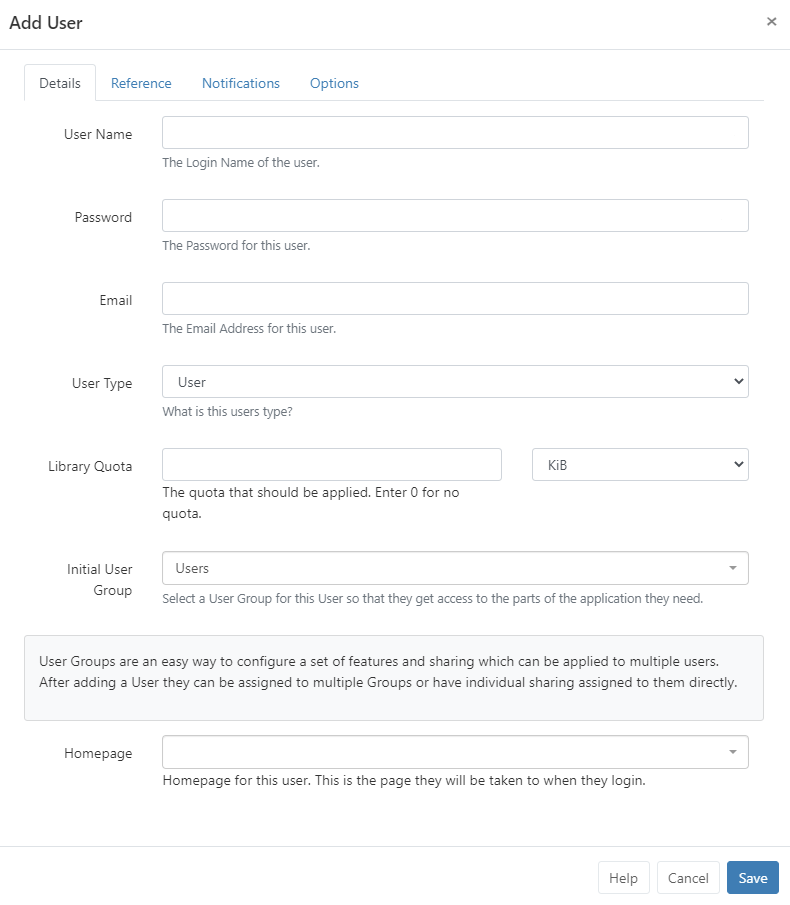 Add User
×
Details Reference Notifications Options
User Name
The Login Name of the user.
Password
The Password for this user.
Email
The Email Address for this user.
User Type User
What is this users type?
Library Quota KiB
The quota that should be applied. Enter 0 for no
quota.
Initial User
Group
Users
Select a User Group for this User so that they get access to the parts of the application they need.
User Groups are an easy way to configure a set of features and sharing which can be applied to multiple users.
After adding a User they can be assigned to multiple Groups or have individual sharing assigned to them directly.
Homepage
Homepage for this user. This is the page they will be taken to when they login.
Help Cancel Save